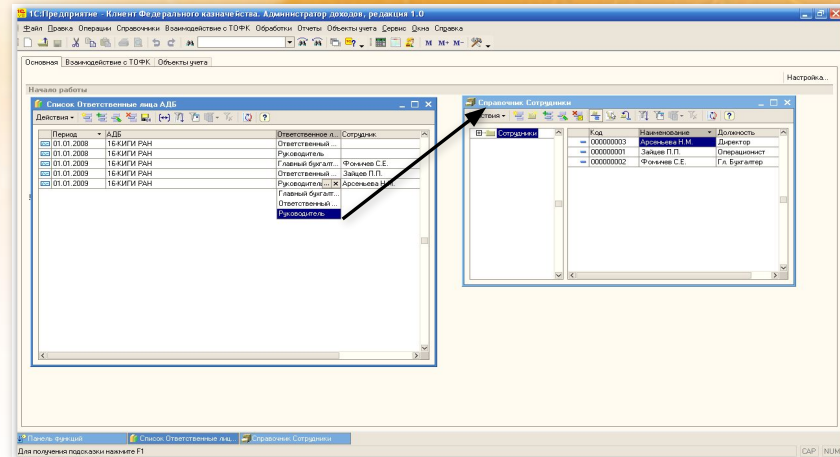 1С:Предприятие - Клиент Федерального казначейства. Администратор доходов, редакция 1.0
Файл Правка Операции Справочники Взаимодействие с ТОФК Обработки Отчеты Объекты учета Сервис Окна Справка
M M+ M-
Основная Взаимодействие с ТОФК Объекты учета
Настройка...
Начало работы
Список Ответственные лица АДБ
Действия
Период АДБ Ответственное л... Сотрудник
01.01.2008 16-КИГИ РАН Ответственный ...
01.01.2008 16-КИГИ РАН Руководитель
01.01.2009 16-КИГИ РАН Главный бухгалт... Фомичев С.Е.
01.01.2009 16-КИГИ РАН Ответственный ... Зайцев П.П.
01.01.2009 16-КИГИ РАН Руководитель ... Арсеньева Н.М.
Главный бухгалт...
Ответственный ...
Руководитель
Справочник Сотрудники
Сотрудники
Код Наименование Должность
000000003 Арсеньева Н.М. Директор
000000001 Зайцев П.П. Операционист
000000002 Фомичев С.Е. Гл. Бухгалтер
Панель функций Список Ответственные лиц... Справочник Сотрудники
Для получения подсказки нажмите F1
CAP NUM